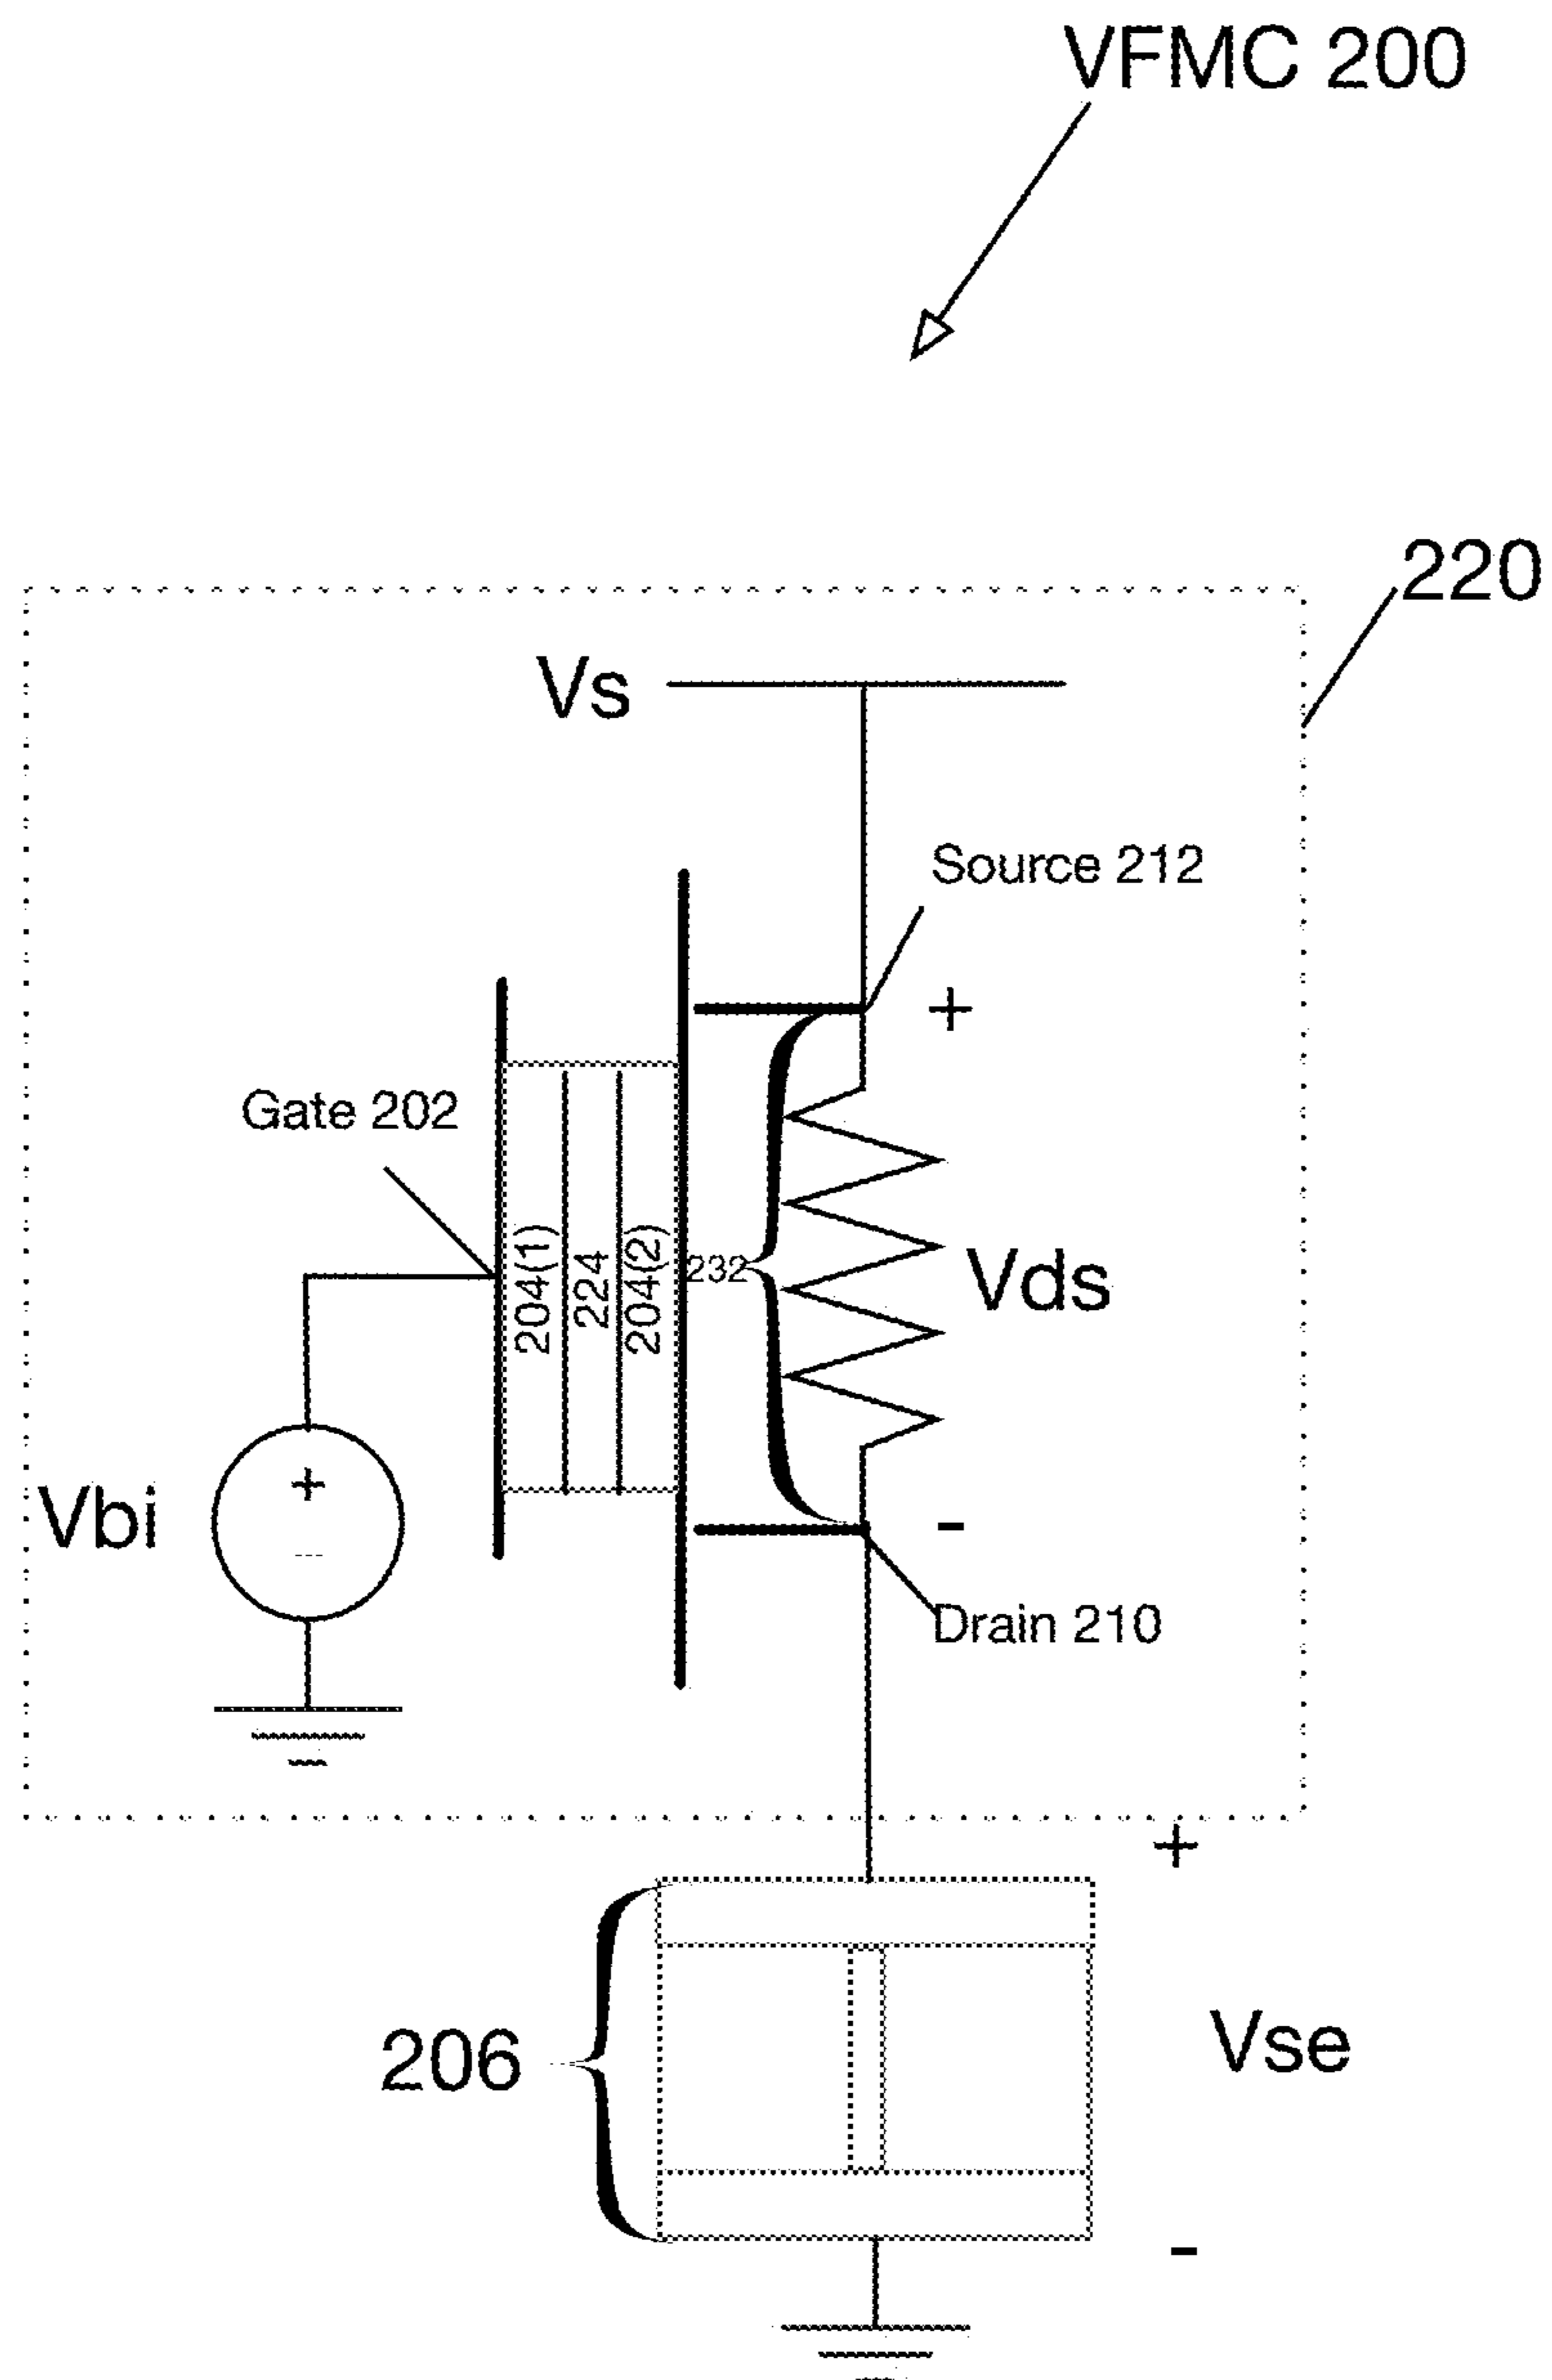 VFMC 200
220
Vs
Source 212
+
Gate 202
204(1)
224
204(2)
232
Vds
+
-
Vbi
-
Drain 210
+
206
Vse
-